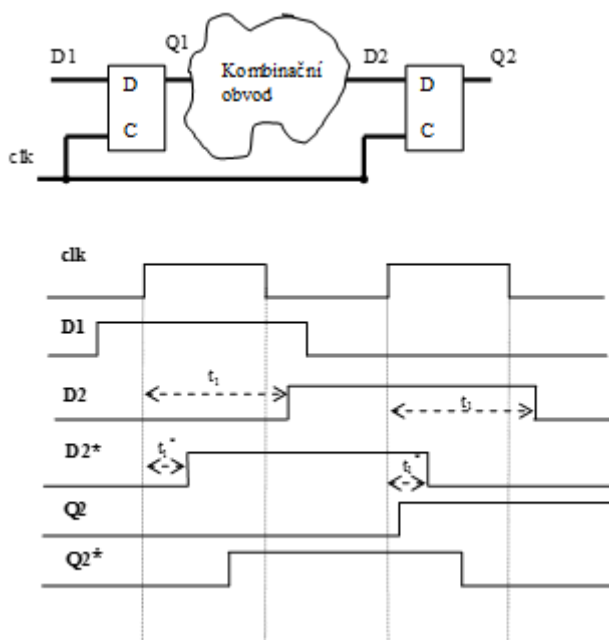 D1 Q1 D2 Q2
Kombinační
obvod
D D
C C
clk
clk
D1
t₁
D2
t₁
D2*
t₁* t₁*
Q2
Q2*